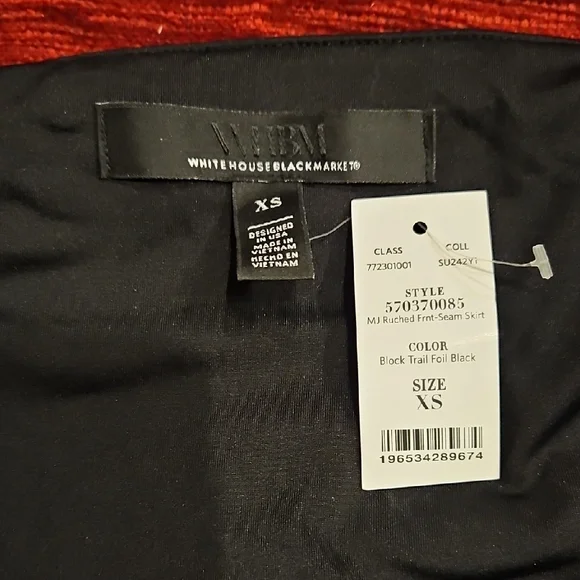 WHBM
WHITE HOUSE BLACK MARKET®
XS
DESIGNED
IN USA
MADE IN
VIETNAM
HECHO EN
VIETNAM
CLASS COLL
772301001 SU242Y1
STYLE
570370085
MJ Ruched Frnt-Seam Skirt
COLOR
Block Trail Foil Black
SIZE
XS
196534289674